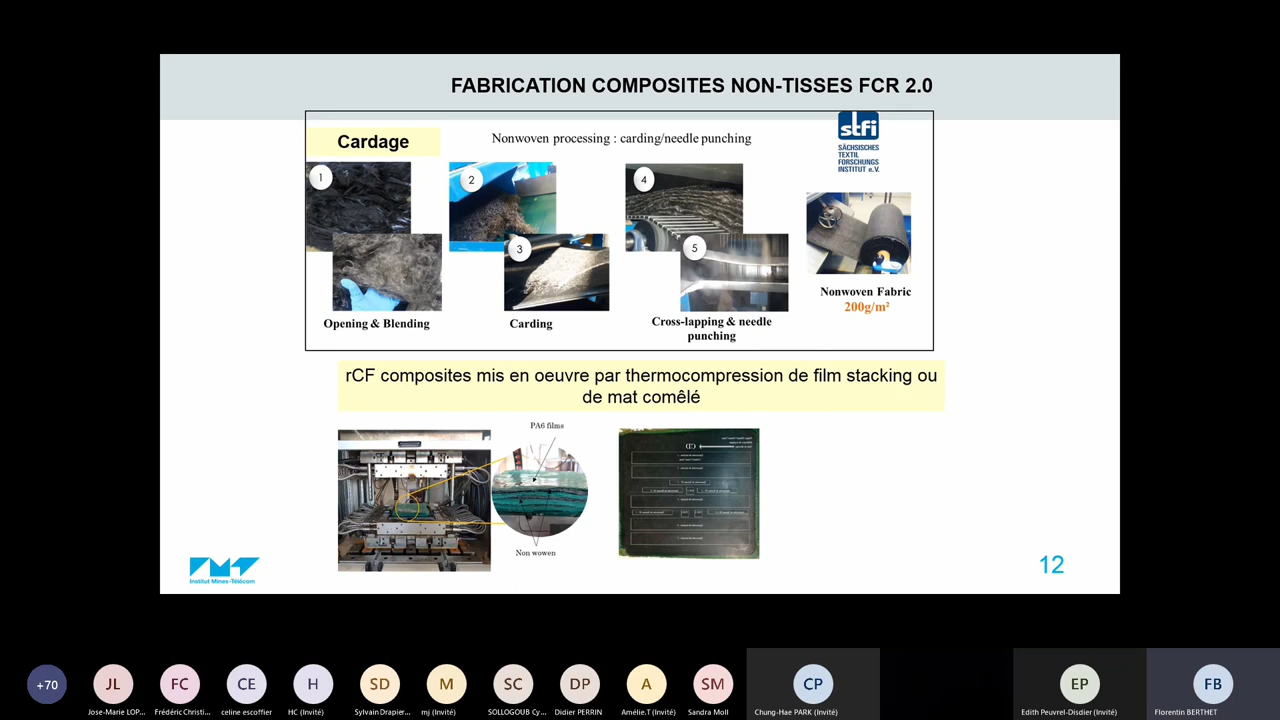 FABRICATION COMPOSITES NON-TISSES FCR 2.0
Cardage
Nonwoven processing : carding/needle punching
stfi
SÄCHSISCHES
TEXTIL
FORSCHUNGS
INSTITUT e.V.
1
2
3
4
5
Opening & Blending
Carding
Cross-lapping & needle
punching
Nonwoven Fabric
200g/m²
rCF composites mis en oeuvre par thermocompression de film stacking ou
de mat comêlé
PA6 films
Non wowen
Institut Mines-Télécom
12
+70
JL
FC
CE
H
SD
M
SC
DP
A
SM
CP
EP
FB
Jose-Marie LOP...
Frédéric Christi...
celine escoffier
HC (Invité)
Sylvain Drapier...
mj (Invité)
SOLLOGOUB Cy...
Didier PERRIN
Amélie.T (Invité)
Sandra Moll
Chung-Hae PARK (Invité)
Edith Peuvrel-Disdier (Invité)
Florentin BERTHET